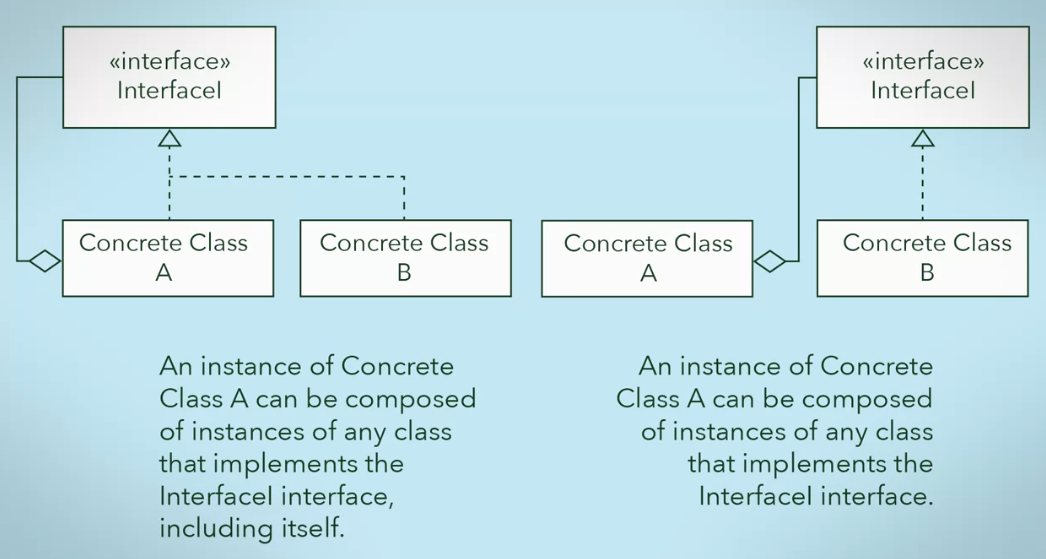 «interface»
InterfaceI
Concrete Class
A
Concrete Class
B
An instance of Concrete
Class A can be composed
of instances of any class
that implements the
InterfaceI interface,
including itself.
«interface»
InterfaceI
Concrete Class
A
Concrete Class
B
An instance of Concrete
Class A can be composed
of instances of any class
that implements the
InterfaceI interface.